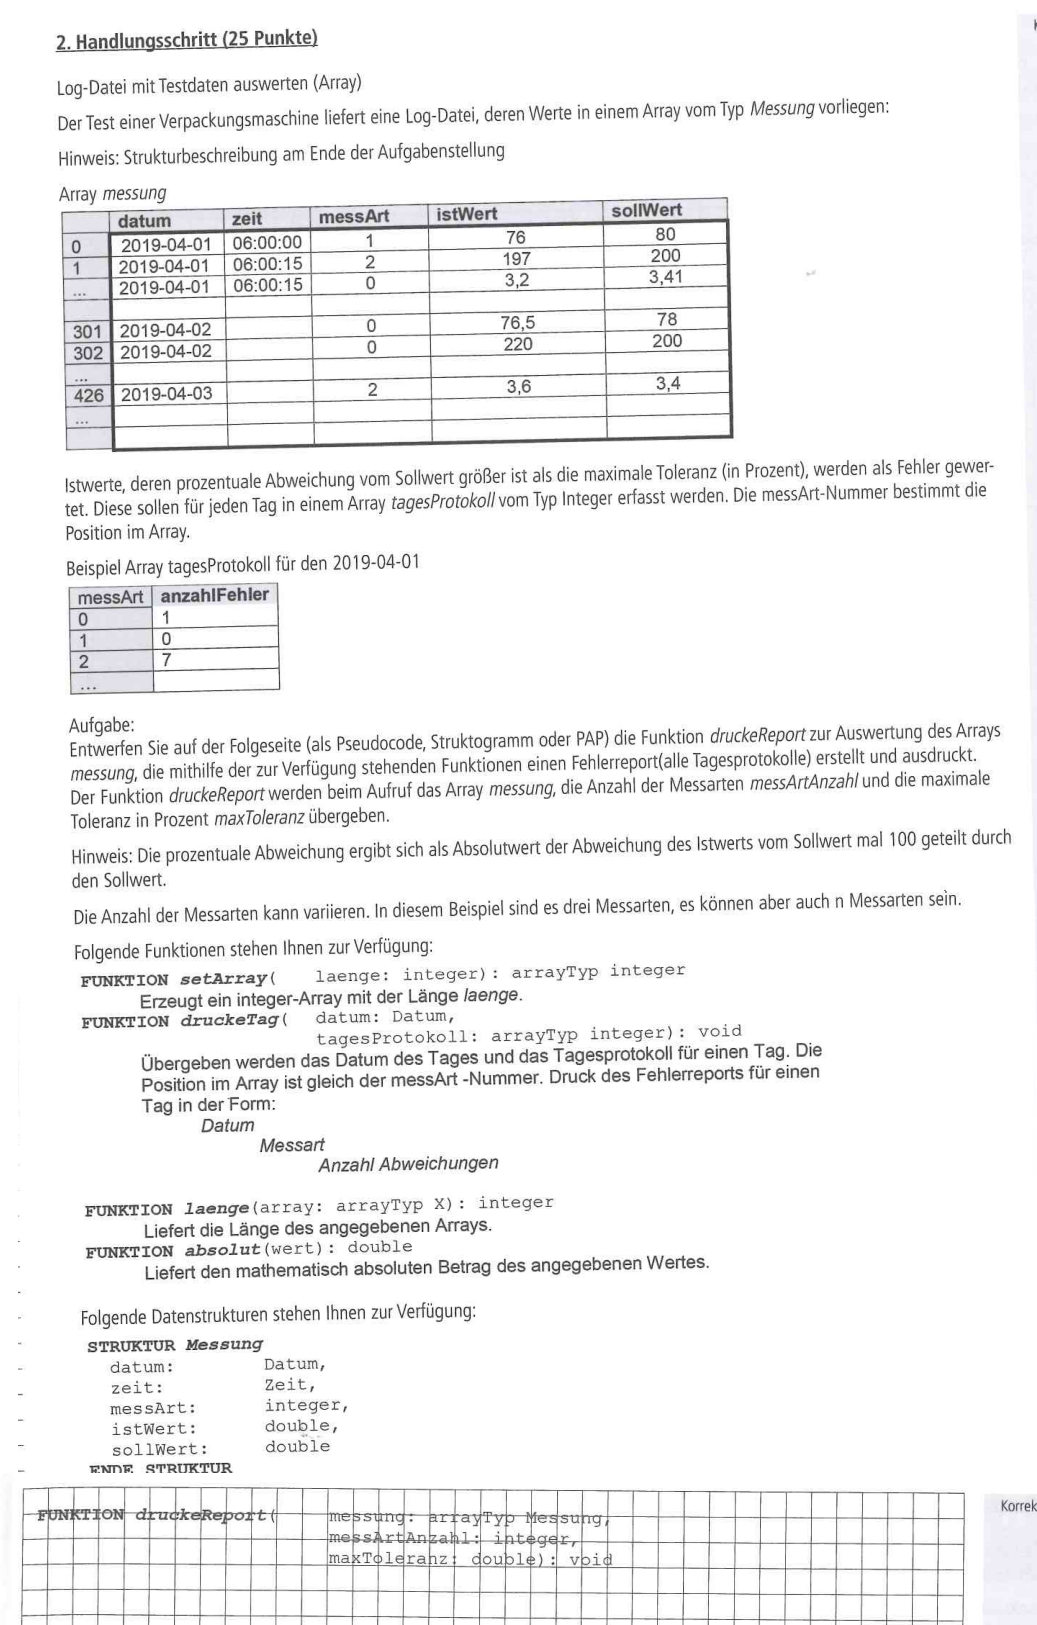 2. Handlungsschritt (25 Punkte)
Log-Datei mit Testdaten auswerten (Array)
Der Test einer Verpackungsmaschine liefert eine Log-Datei, deren Werte in einem Array vom Typ Messung vorliegen:
Hinweis: Strukturbeschreibung am Ende der Aufgabenstellung
Array messung
datum zeit messArt istWert sollWert
0 2019-04-01 06:00:00 1 76 80
1 2019-04-01 06:00:15 2 197 200
... 2019-04-01 06:00:15 0 3,2 3,41
301 2019-04-02 0 76,5 78
302 2019-04-02 0 220 200
...
426 2019-04-03 2 3,6 3,4
...
Istwerte, deren prozentuale Abweichung vom Sollwert größer ist als die maximale Toleranz (in Prozent), werden als Fehler gewer-
tet. Diese sollen für jeden Tag in einem Array tagesProtokoll vom Typ Integer erfasst werden. Die messArt-Nummer bestimmt die
Position im Array.
Beispiel Array tagesProtokoll für den 2019-04-01
messArt anzahlFehler
0 1
1 0
2 7
...
Aufgabe:
Entwerfen Sie auf der Folgeseite (als Pseudocode, Struktogramm oder PAP) die Funktion druckeReport zur Auswertung des Arrays
messung, die mithilfe der zur Verfügung stehenden Funktionen einen Fehlerreport(alle Tagesprotokolle) erstellt und ausdruckt.
Der Funktion druckeReport werden beim Aufruf das Array messung, die Anzahl der Messarten messArtAnzahl und die maximale
Toleranz in Prozent maxToleranz übergeben.
Hinweis: Die prozentuale Abweichung ergibt sich als Absolutwert der Abweichung des Istwerts vom Sollwert mal 100 geteilt durch
den Sollwert.
Die Anzahl der Messarten kann variieren. In diesem Beispiel sind es drei Messarten, es können aber auch n Messarten sein.
Folgende Funktionen stehen Ihnen zur Verfügung:
FUNKTION setArray( laenge: integer): arrayTyp integer
Erzeugt ein integer-Array mit der Länge laenge.
FUNKTION druckeTag( datum: Datum,
tagesProtokoll: arrayTyp integer): void
Übergeben werden das Datum des Tages und das Tagesprotokoll für einen Tag. Die
Position im Array ist gleich der messArt -Nummer. Druck des Fehlerreports für einen
Tag in der Form:
Datum
Messart
Anzahl Abweichungen
FUNKTION laenge(array: arrayTyp X): integer
Liefert die Länge des angegebenen Arrays.
FUNKTION absolut(wert): double
Liefert den mathematisch absoluten Betrag des angegebenen Wertes.
Folgende Datenstrukturen stehen Ihnen zur Verfügung:
STRUKTUR Messung
datum: Datum,
zeit: Zeit,
messArt: integer,
istWert: double,
sollWert: double
ENDE STRUKTUR
Korrek
FUNKTION druckeReport( messung: arrayTyp Messung,
messArtAnzahl: integer,
maxToleranz: double): void